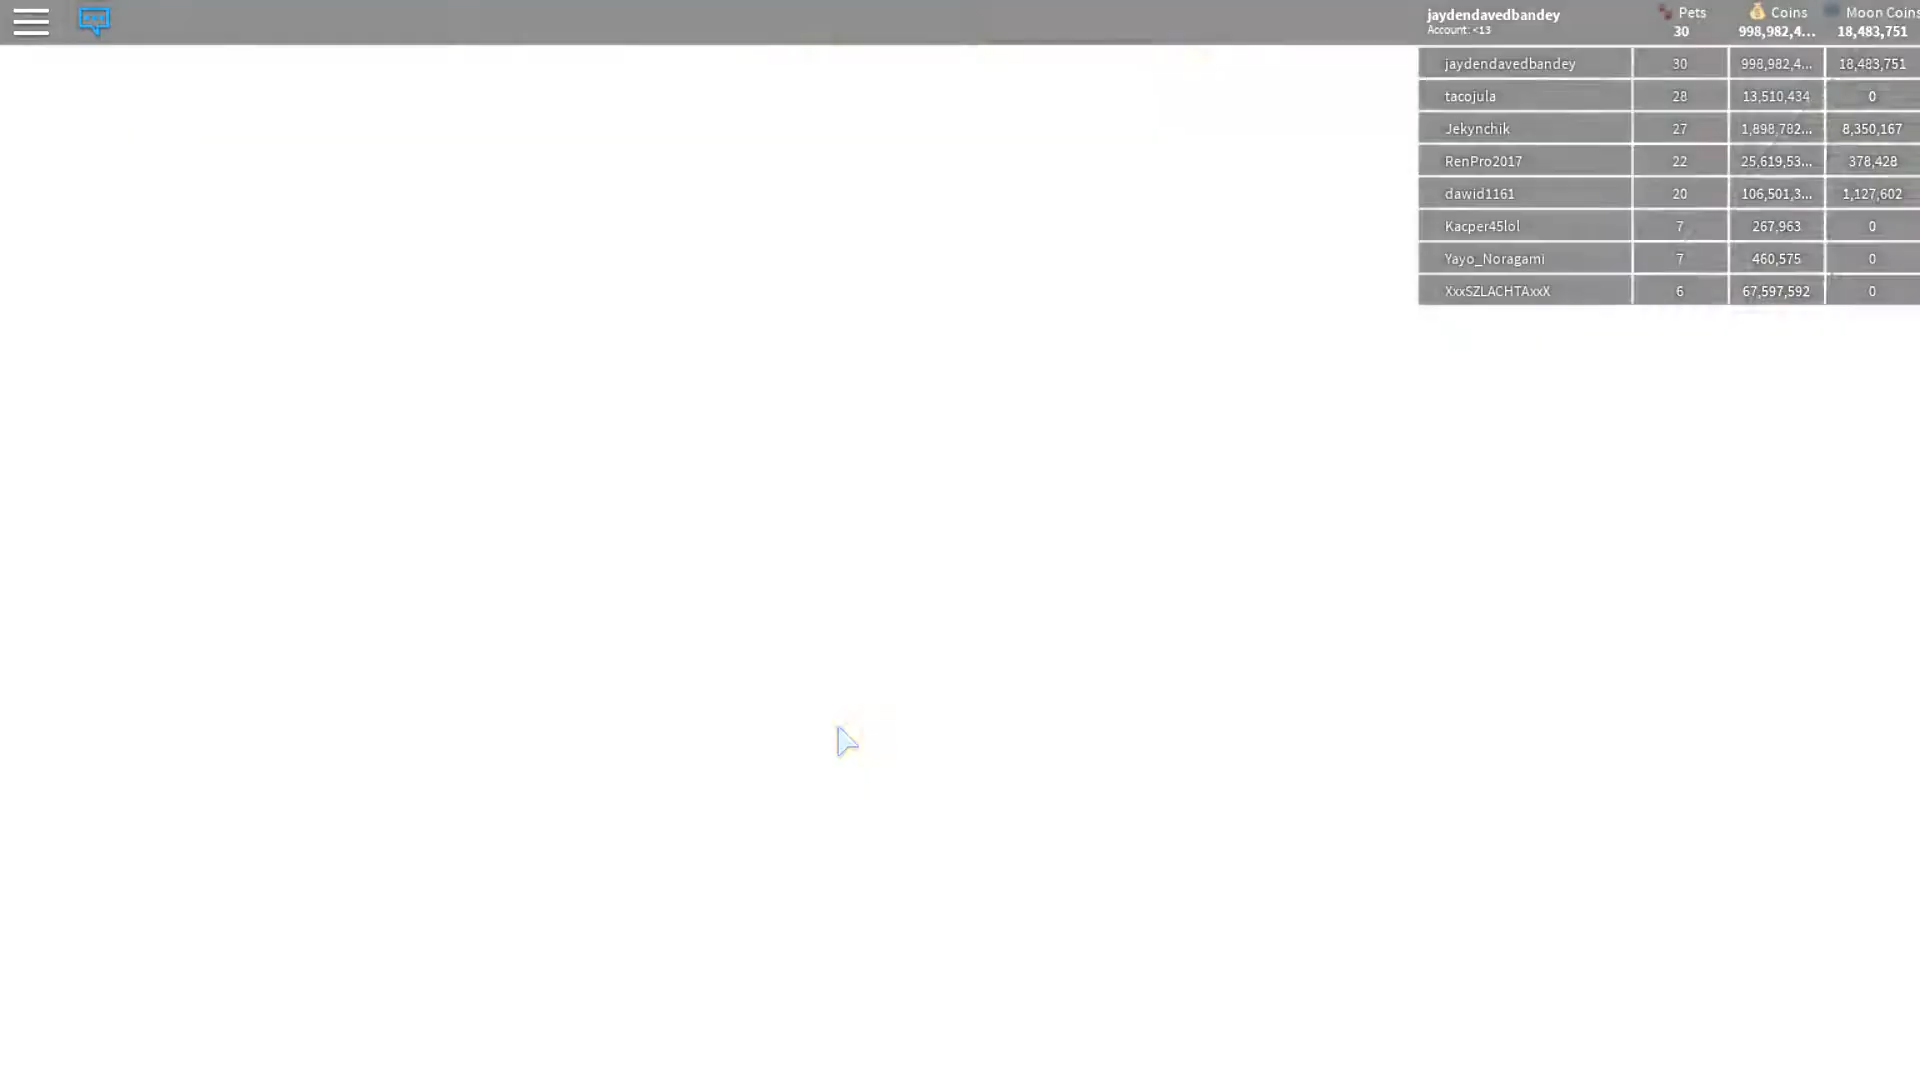 jaydendavedbandey Pets Coins Moon Coins
Account: <13 30 998,982,4... 18,483,751
jaydendavedbandey 30 998,982,4... 18,483,751
tacojula 28 13,510,434 0
Jekynchik 27 1,898,782... 8,350,167
RenPro2017 22 25,619,53... 378,428
dawid1161 20 106,501,3... 1,127,602
Kacper45lol 7 267,963 0
Yayo_Noragami 7 460,575 0
XxxSZLACHTAxxX 6 67,597,592 0